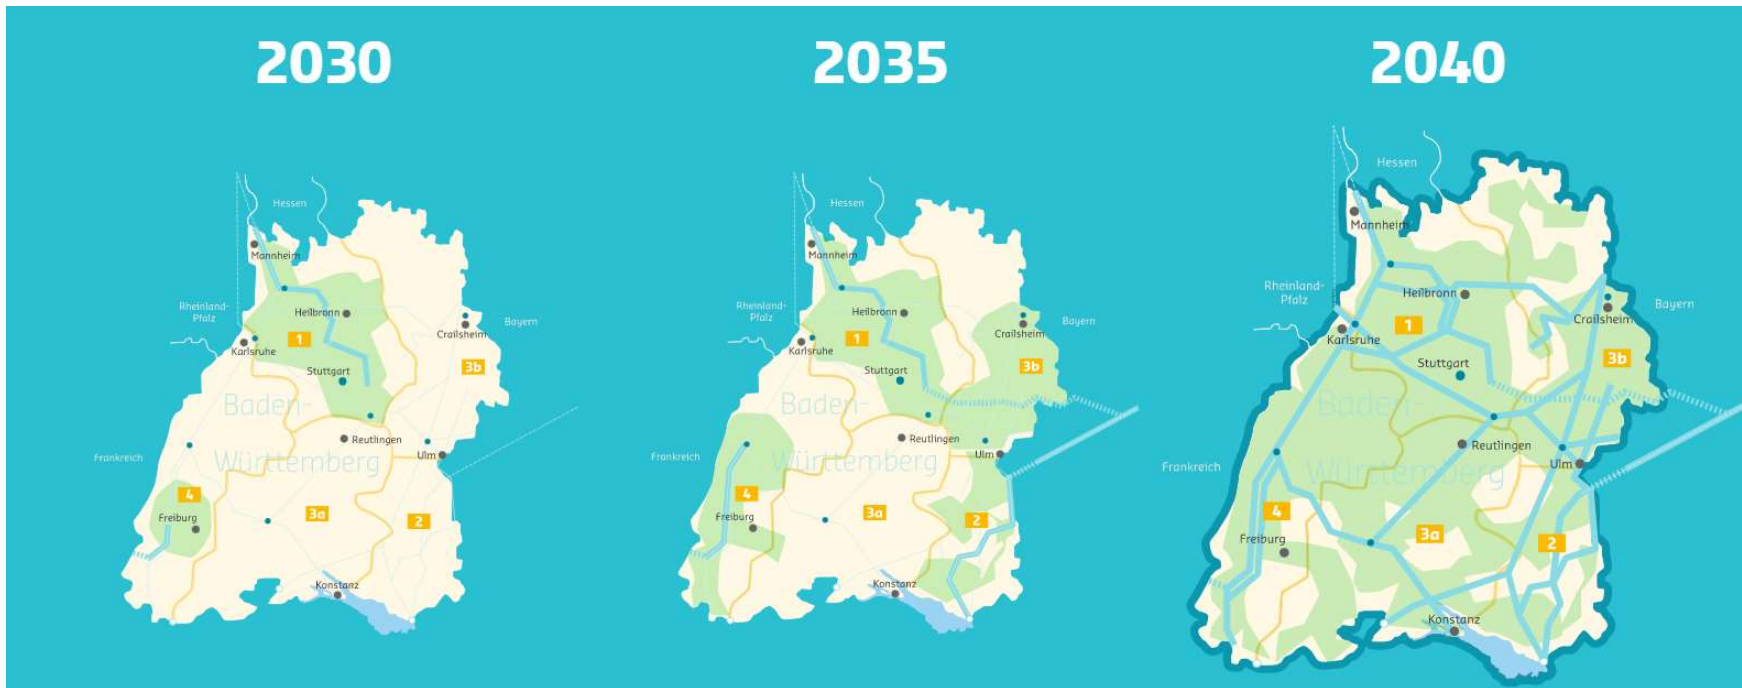 2030
Hessen
Mannheim
Rheinland-
Pfalz
Heilbronn
Bayern
Crailsheim
1
Karlsruhe
3b
Stuttgart
Baden-
Reutlingen
Frankreich
Württemberg
Ulm
4
3a
2
Freiburg
Konstanz
2035
Hessen
Mannheim
Rheinland-
Pfalz
Heilbronn
Bayern
Crailsheim
1
Karlsruhe
3b
Stuttgart
Baden-
Reutlingen
Frankreich
Württemberg
Ulm
4
3a
2
Freiburg
Konstanz
2040
Hessen
Mannheim
Rheinland-
Pfalz
Heilbronn
Bayern
Crailsheim
1
Karlsruhe
3b
Stuttgart
Baden-
Reutlingen
Frankreich
Württemberg
Ulm
4
3a
2
Freiburg
Konstanz